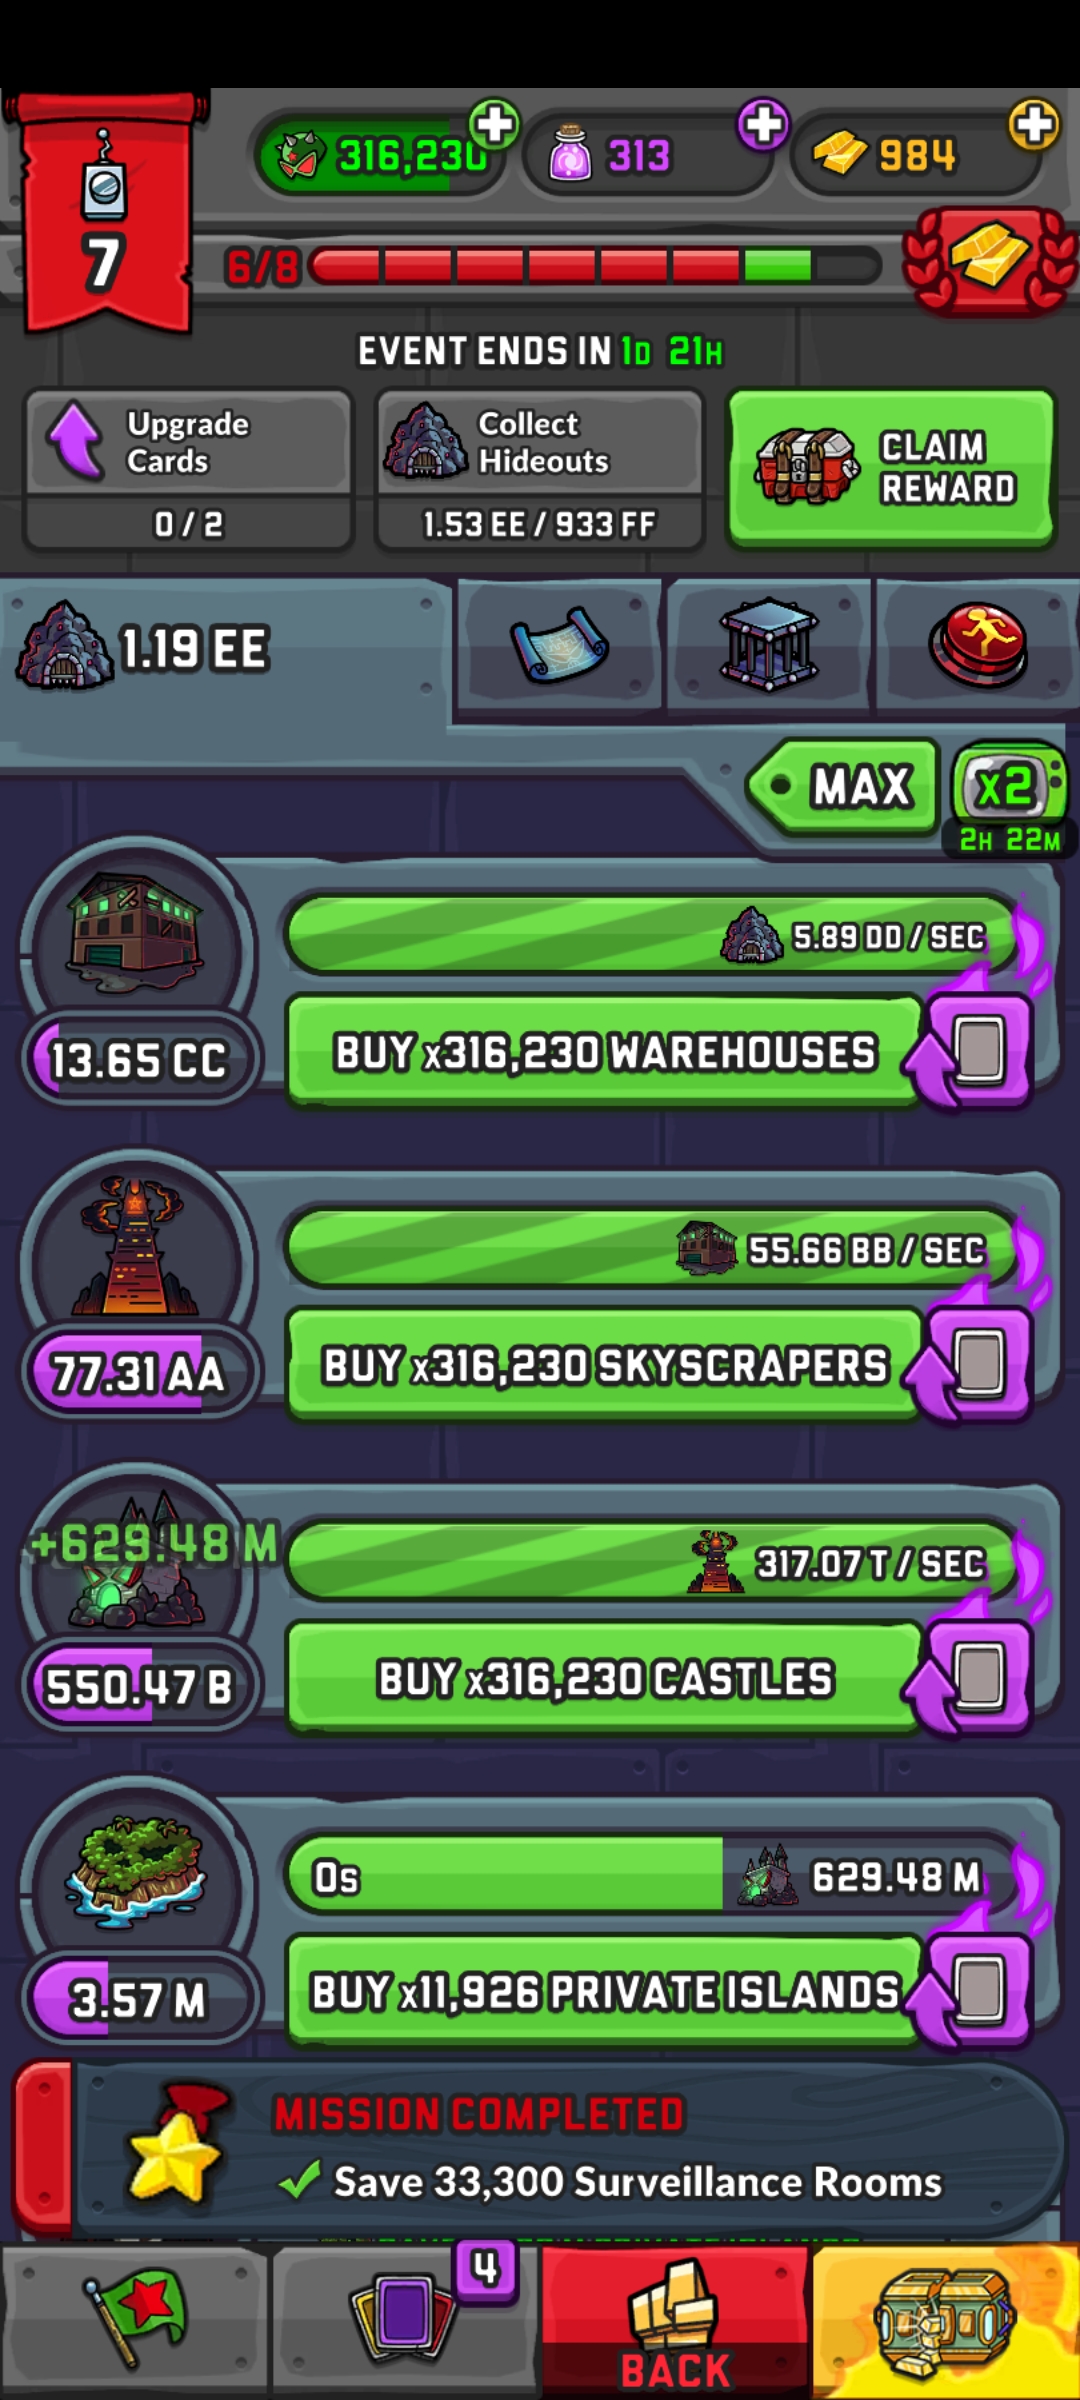 316,230
313
984
7
6/8
EVENT ENDS IN 1D 21H
Upgrade
Cards
0 / 2
Collect
Hideouts
1.53 EE / 933 FF
CLAIM
REWARD
1.19 EE
MAX
x2
2H 22M
5.89 DD / SEC
13.65 CC
BUY x316,230 WAREHOUSES
55.66 BB / SEC
77.31 AA
BUY x316,230 SKYSCRAPERS
+629.48 M
317.07 T / SEC
550.47 B
BUY x316,230 CASTLES
0s
629.48 M
3.57 M
BUY x11,926 PRIVATE ISLANDS
MISSION COMPLETED
Save 33,300 Surveillance Rooms
4
BACK